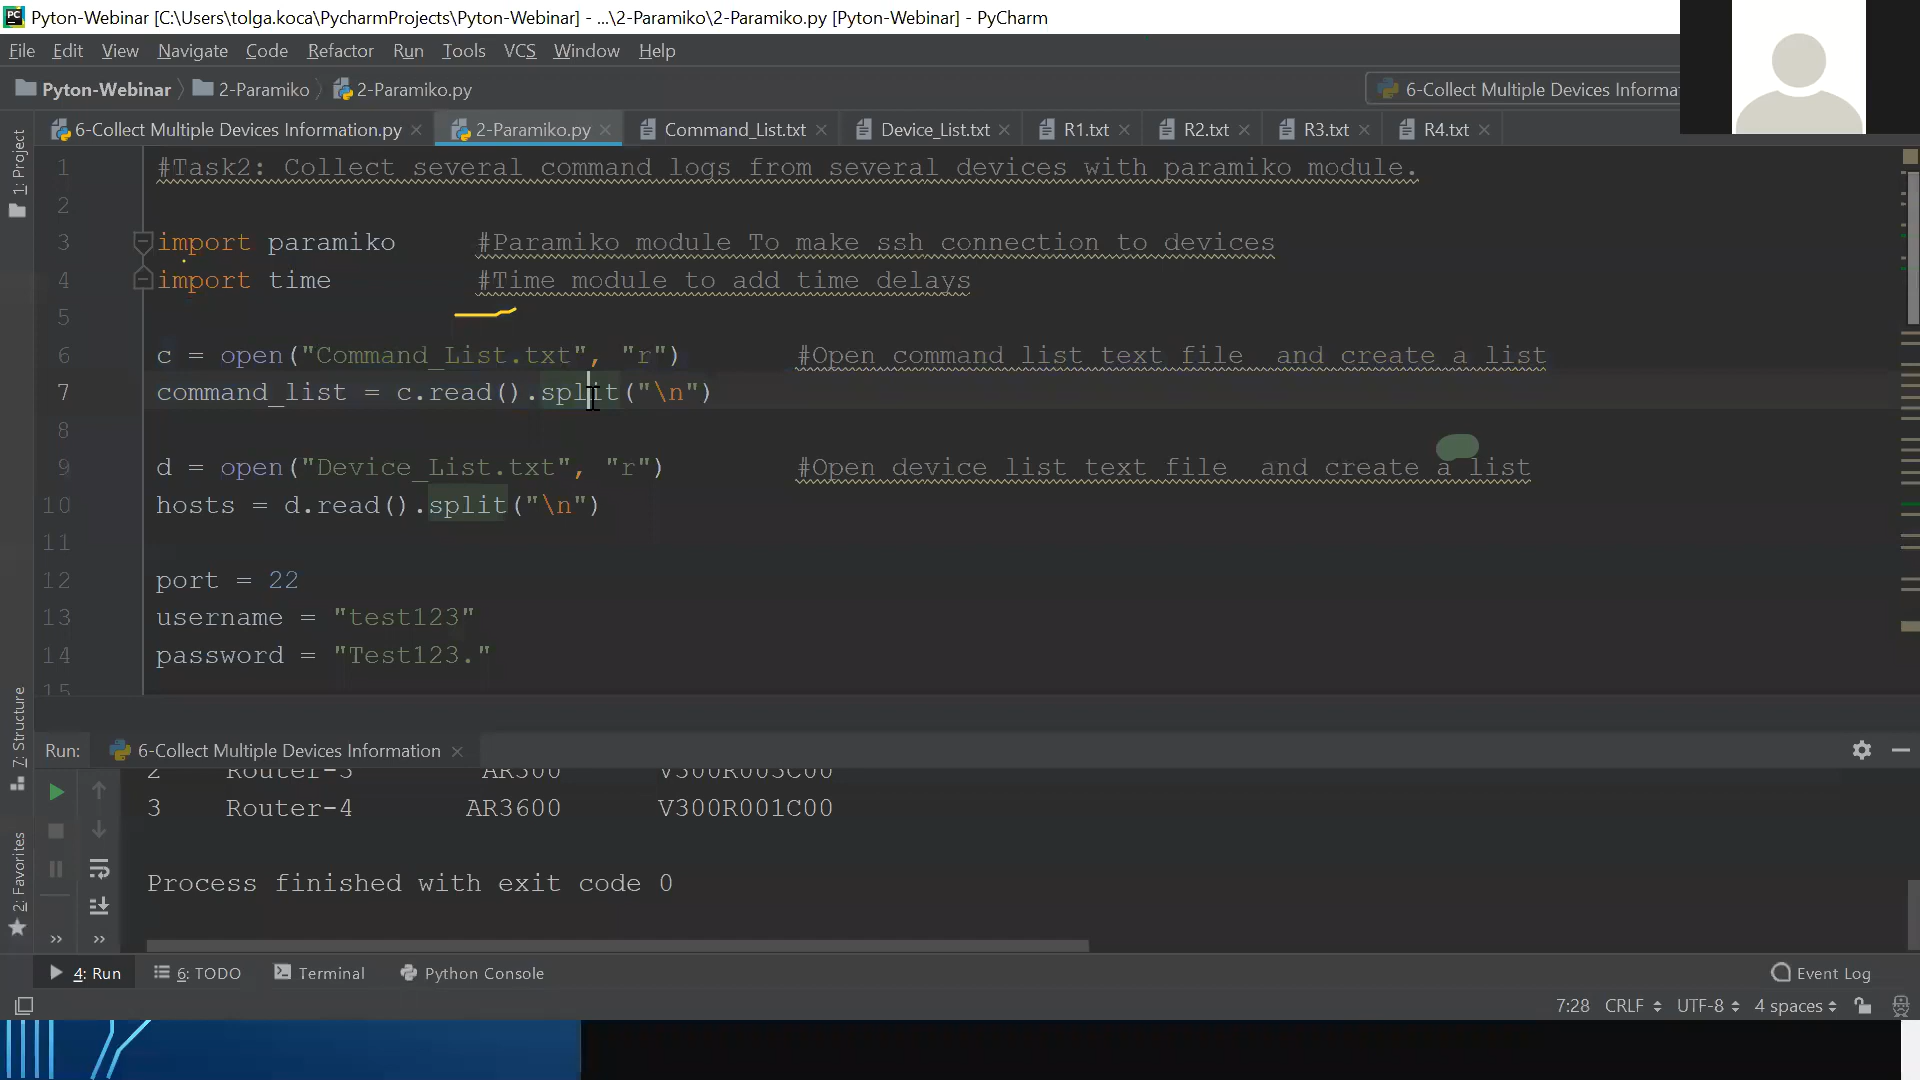 Pyton-Webinar [C:\Users\tolga.koca\PycharmProjects\Pyton-Webinar] - ...\2-Paramiko\2-Paramiko.py [Pyton-Webinar] - PyCharm
File Edit View Navigate Code Refactor Run Tools VCS Window Help
Pyton-Webinar 2-Paramiko 2-Paramiko.py 6-Collect Multiple Devices Informa
6-Collect Multiple Devices Information.py 2-Paramiko.py Command_List.txt Device_List.txt R1.txt R2.txt R3.txt R4.txt
1: Project
1 #Task2: Collect several command logs from several devices with paramiko module.
2
3 import paramiko #Paramiko module To make ssh connection to devices
4 import time #Time module to add time delays
5
6 c = open("Command_List.txt", "r") #Open command list text file and create a list
7 command_list = c.read().split("\n")
8
9 d = open("Device_List.txt", "r") #Open device list text file and create a list
10 hosts = d.read().split("\n")
11
12 port = 22
13 username = "test123"
14 password = "Test123."
15
7: Structure
2: Favorites
Run: 6-Collect Multiple Devices Information
2 Router-3 AR300 V300R003C00
3 Router-4 AR3600 V300R001C00
Process finished with exit code 0
4: Run 6: TODO Terminal Python Console Event Log
7:28 CRLF UTF-8 4 spaces